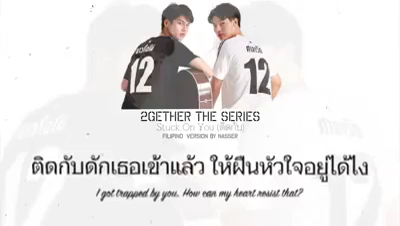 12
12
2GETHER THE SERIES
Stuck On You [ติดกับ]
FILIPINO VERSION BY NASSER
ติดกับดักเธอเข้าแล้ว ให้ฝืนหัวใจอยู่ได้ไง
I got trapped by you. How can my heart resist that?